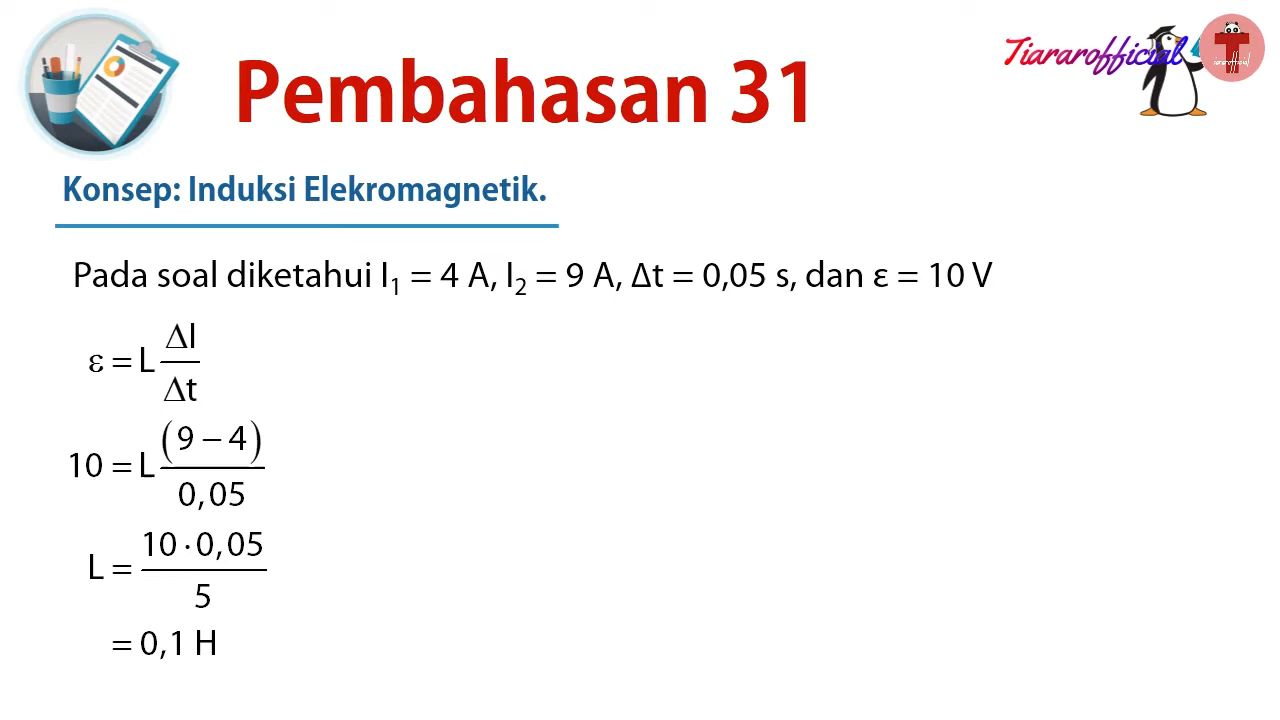 Tiararofficial
T
tiararofficial
Pembahasan 31
Konsep: Induksi Elekromagnetik.
Pada soal diketahui I₁ = 4 A, I₂ = 9 A, Δt = 0,05 s, dan ε = 10 V
ε = L ΔI/Δt
10 = L (9 − 4)/0,05
L = 10 · 0,05/5
= 0,1 H